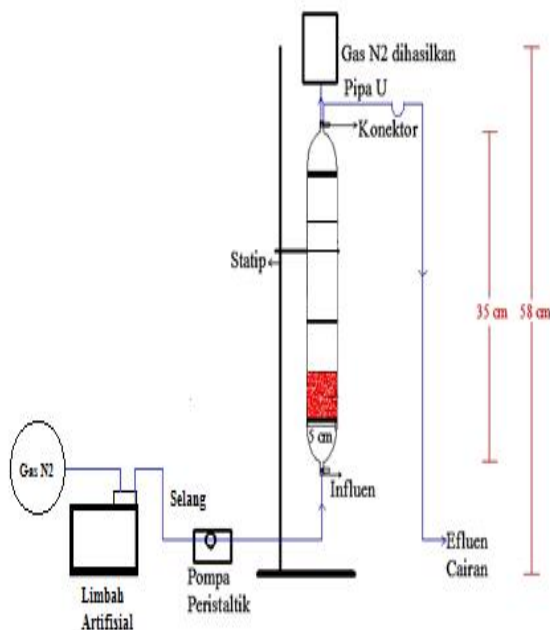 Gas N2 dihasilkan
Pipa U
Konektor
Statip
35 cm
58 cm
5 cm
Gas N2
Influen
Selang
Efluen
Cairan
Pompa
Peristaltik
Limbah
Artifisial